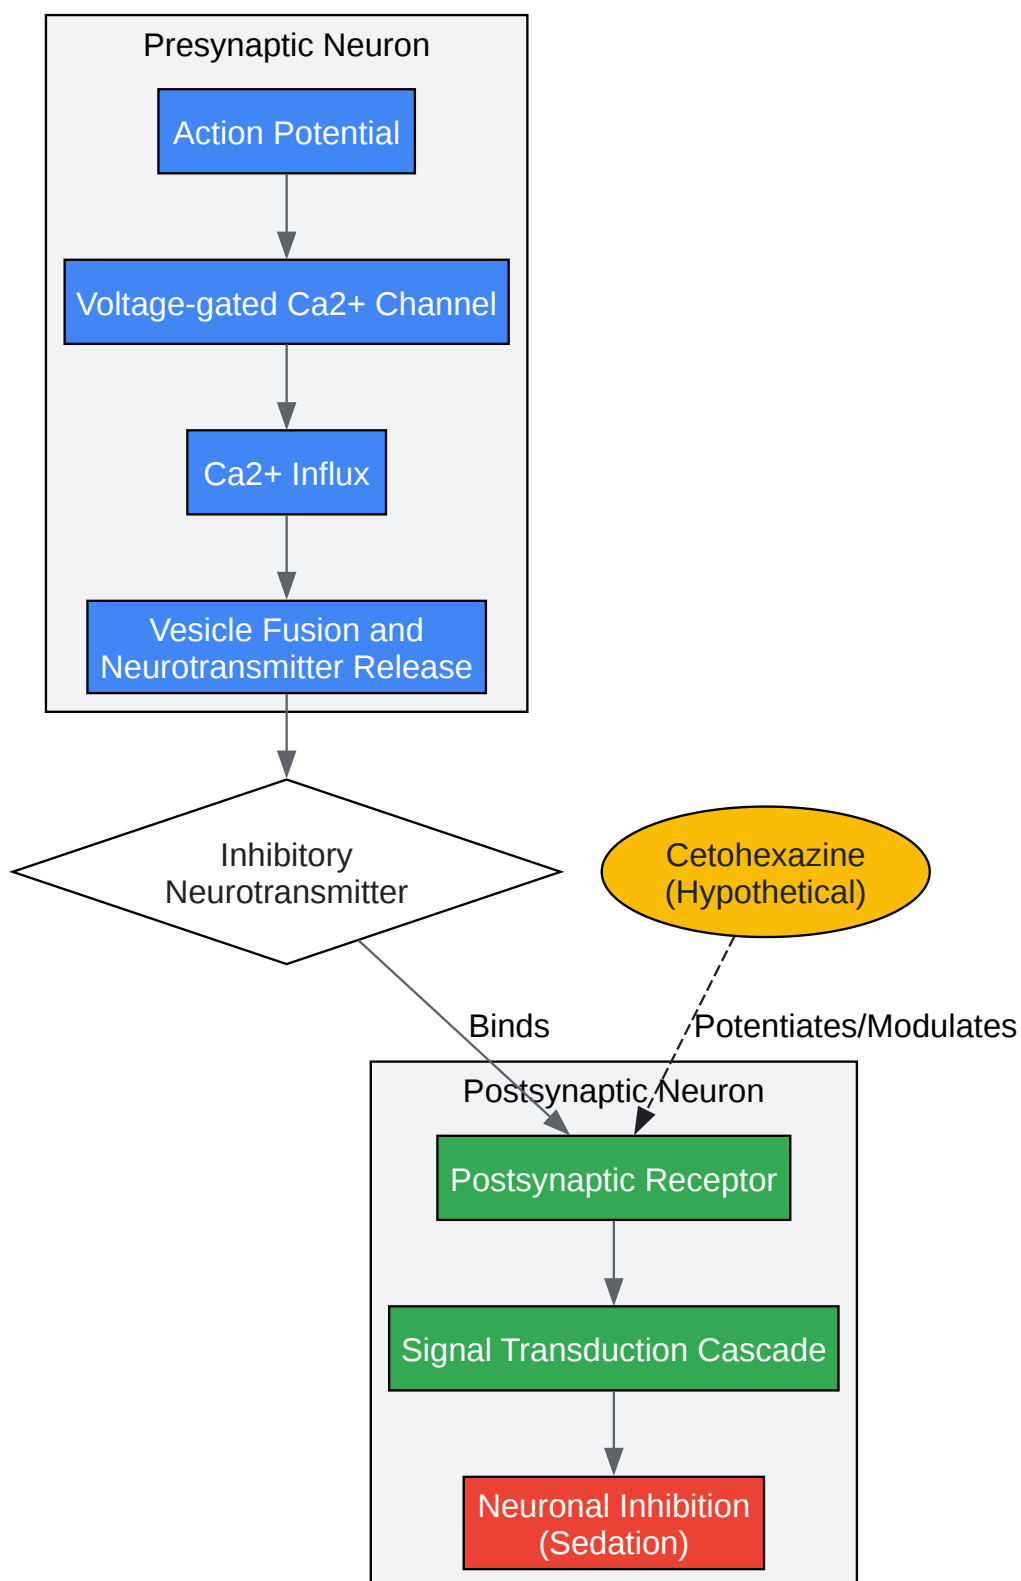 Presynaptic Neuron
Action Potential
Voltage-gated Ca2+ Channel
Ca2+ Influx
Vesicle Fusion and
Neurotransmitter Release
Inhibitory
Neurotransmitter
Cetohexazine
(Hypothetical)
Binds
Potentiates/Modulates
Postsynaptic Neuron
Postsynaptic Receptor
Signal Transduction Cascade
Neuronal Inhibition
(Sedation)